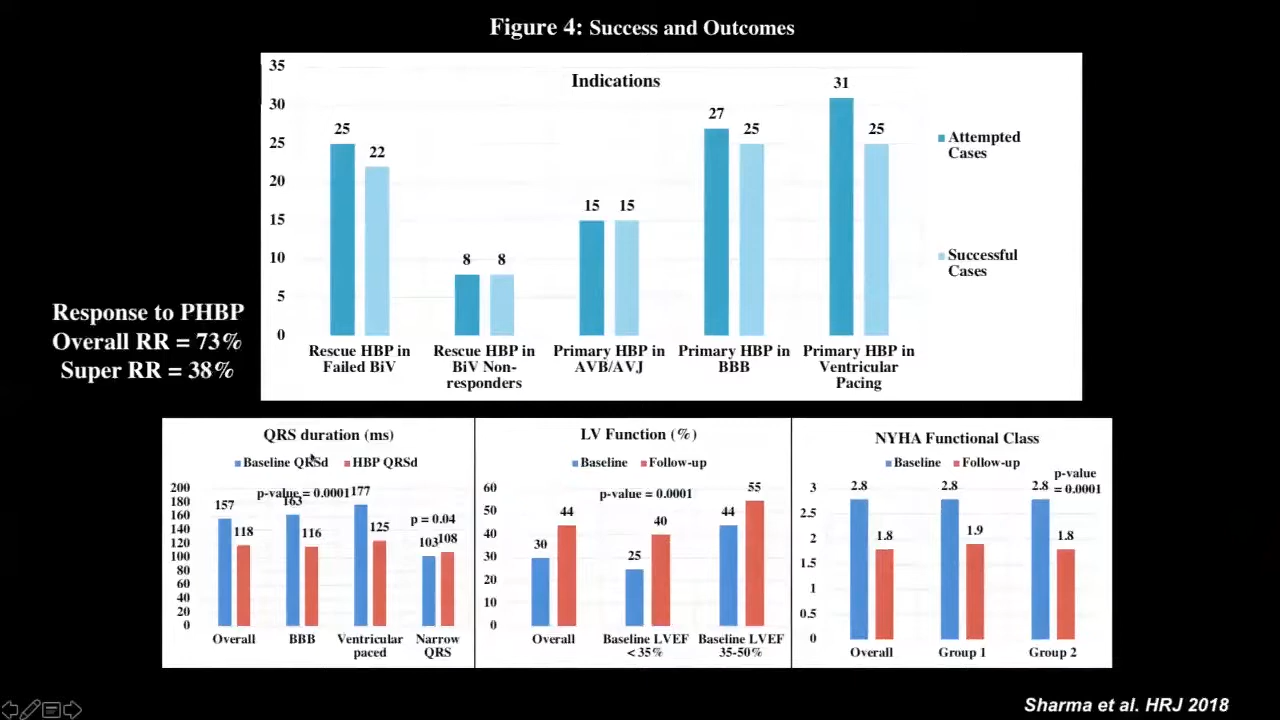 Figure 4: Success and Outcomes
Indications
35
30
25
20
15
10
5
0
25
22
8
8
15
15
27
25
31
25
Attempted
Cases
Successful
Cases
Rescue HBP in
Failed BiV
Rescue HBP in
BiV Non-
responders
Primary HBP in
AVB/AVJ
Primary HBP in
BBB
Primary HBP in
Ventricular
Pacing
Response to PHBP
Overall RR = 73%
Super RR = 38%
QRS duration (ms)
Baseline QRSd
HBP QRSd
p-value = 0.0001
p = 0.04
200
180
160
140
120
100
80
60
40
20
0
157
118
163
116
177
125
103
108
Overall
BBB
Ventricular
paced
Narrow
QRS
LV Function (%)
Baseline
Follow-up
p-value = 0.0001
60
50
40
30
20
10
0
30
44
25
40
44
55
Overall
Baseline LVEF
< 35%
Baseline LVEF
35-50%
NYHA Functional Class
Baseline
Follow-up
p-value
= 0.0001
3
2.5
2
1.5
1
0.5
0
2.8
1.8
2.8
1.9
2.8
1.8
Overall
Group 1
Group 2
Sharma et al. HRJ 2018